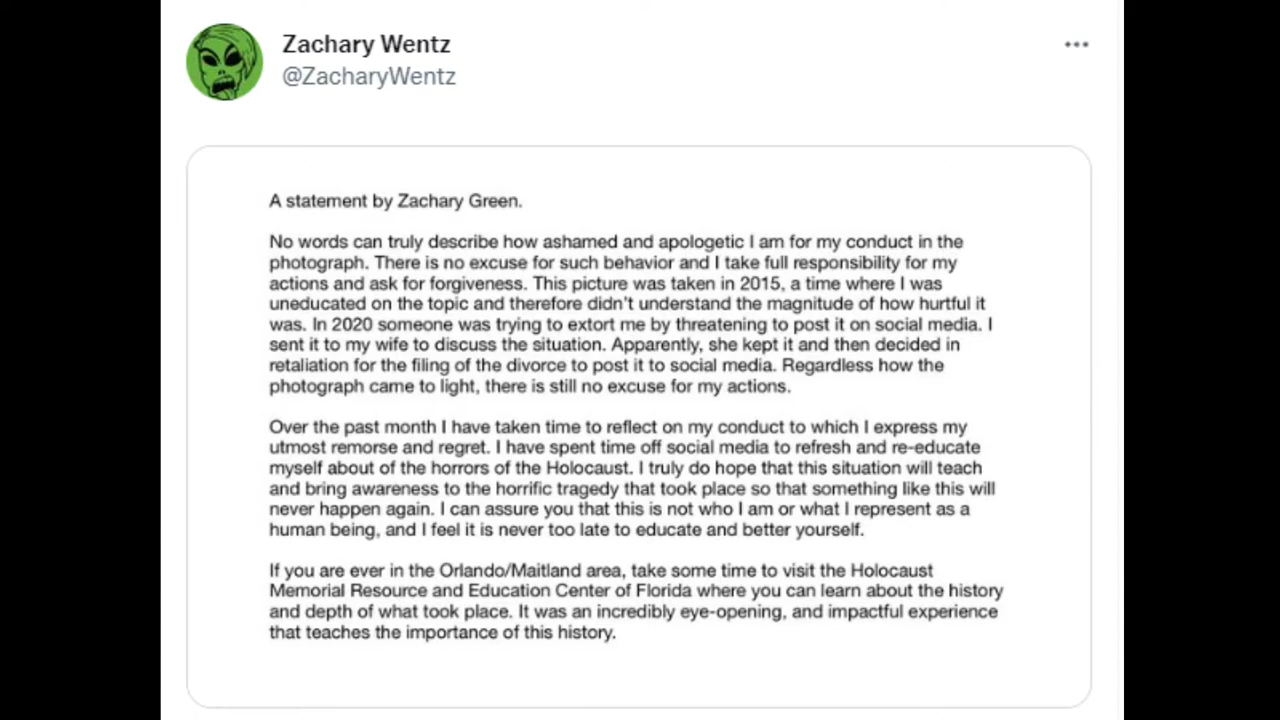 Zachary Wentz
@ZacharyWentz
A statement by Zachary Green.
No words can truly describe how ashamed and apologetic I am for my conduct in the
photograph. There is no excuse for such behavior and I take full responsibility for my
actions and ask for forgiveness. This picture was taken in 2015, a time where I was
uneducated on the topic and therefore didn't understand the magnitude of how hurtful it
was. In 2020 someone was trying to extort me by threatening to post it on social media. I
sent it to my wife to discuss the situation. Apparently, she kept it and then decided in
retaliation for the filing of the divorce to post it to social media. Regardless how the
photograph came to light, there is still no excuse for my actions.
Over the past month I have taken time to reflect on my conduct to which I express my
utmost remorse and regret. I have spent time off social media to refresh and re-educate
myself about of the horrors of the Holocaust. I truly do hope that this situation will teach
and bring awareness to the horrific tragedy that took place so that something like this will
never happen again. I can assure you that this is not who I am or what I represent as a
human being, and I feel it is never too late to educate and better yourself.
If you are ever in the Orlando/Maitland area, take some time to visit the Holocaust
Memorial Resource and Education Center of Florida where you can learn about the history
and depth of what took place. It was an incredibly eye-opening, and impactful experience
that teaches the importance of this history.